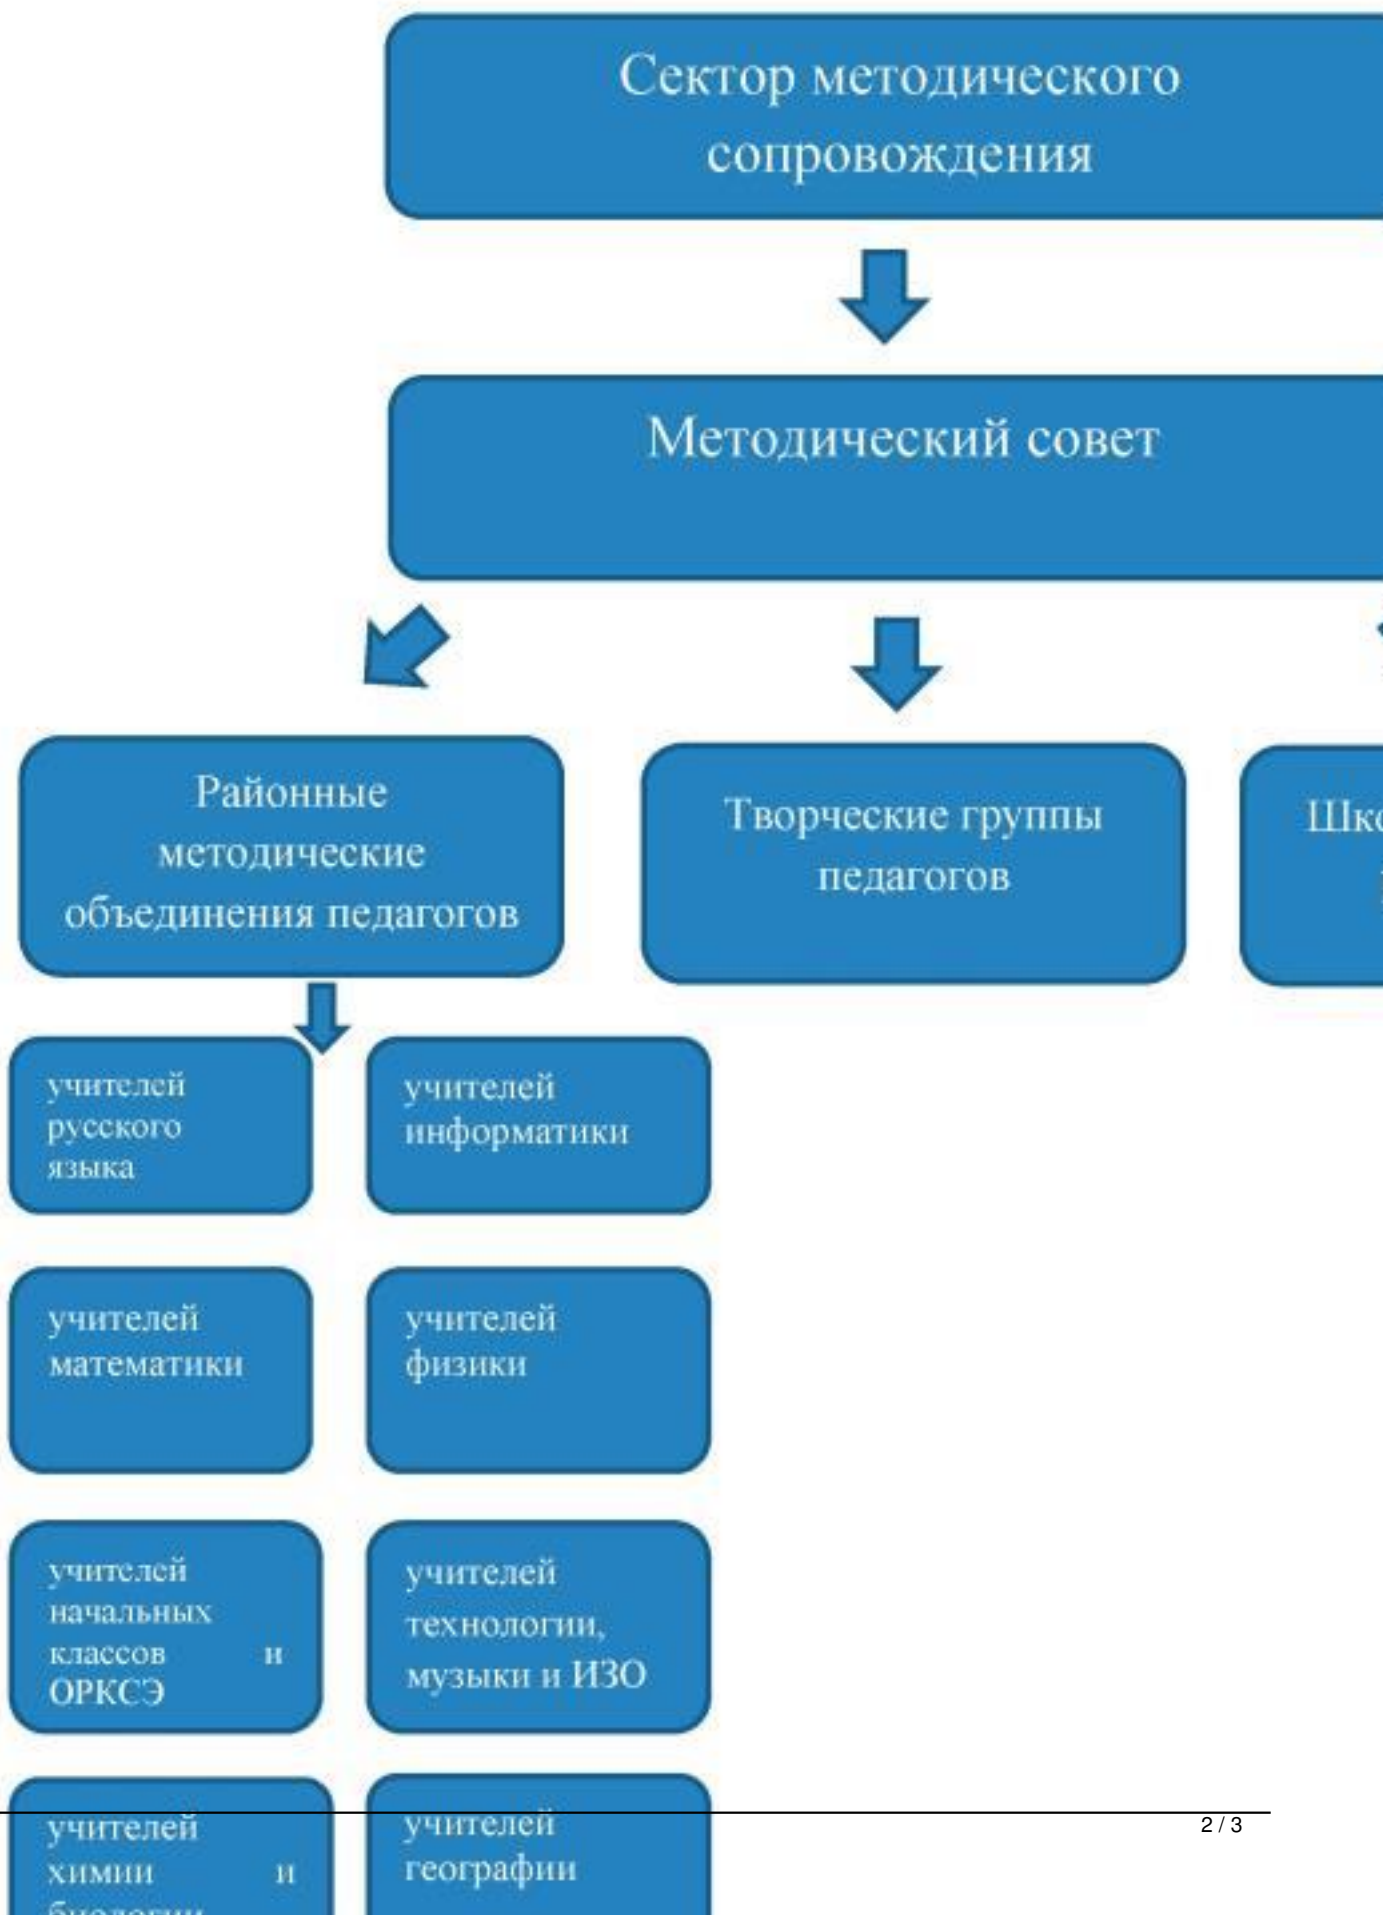 Сектор методического
сопровождения
Методический совет
Районные
методические
объединения педагогов
Творческие группы
педагогов
учителей
русского
языка
учителей
информатики
учителей
математики
учителей
физики
учителей
начальных
классов и
ОРКСЭ
учителей
технологии,
музыки и ИЗО
учителей
химии и
учителей
географии
2 / 3